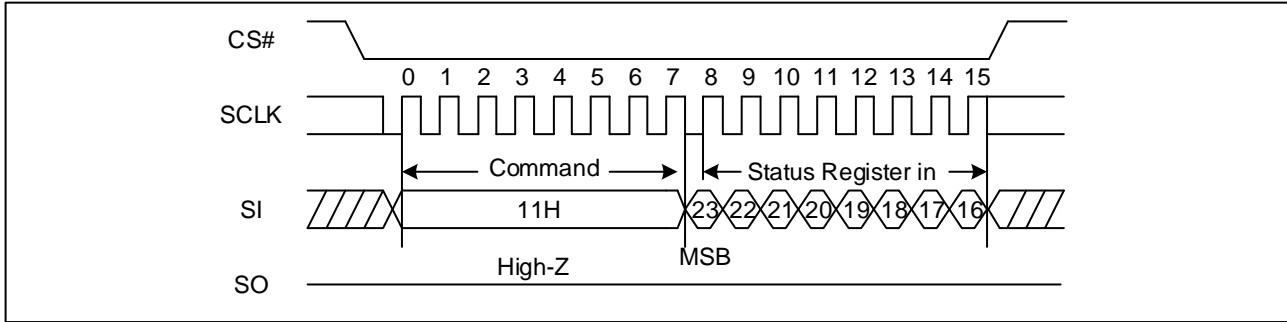 CS#
0 1 2 3 4 5 6 7 8 9 10 11 12 13 14 15
SCLK
Command Status Register in
SI 11H 23 22 21 20 19 18 17 16
High-Z MSB
SO